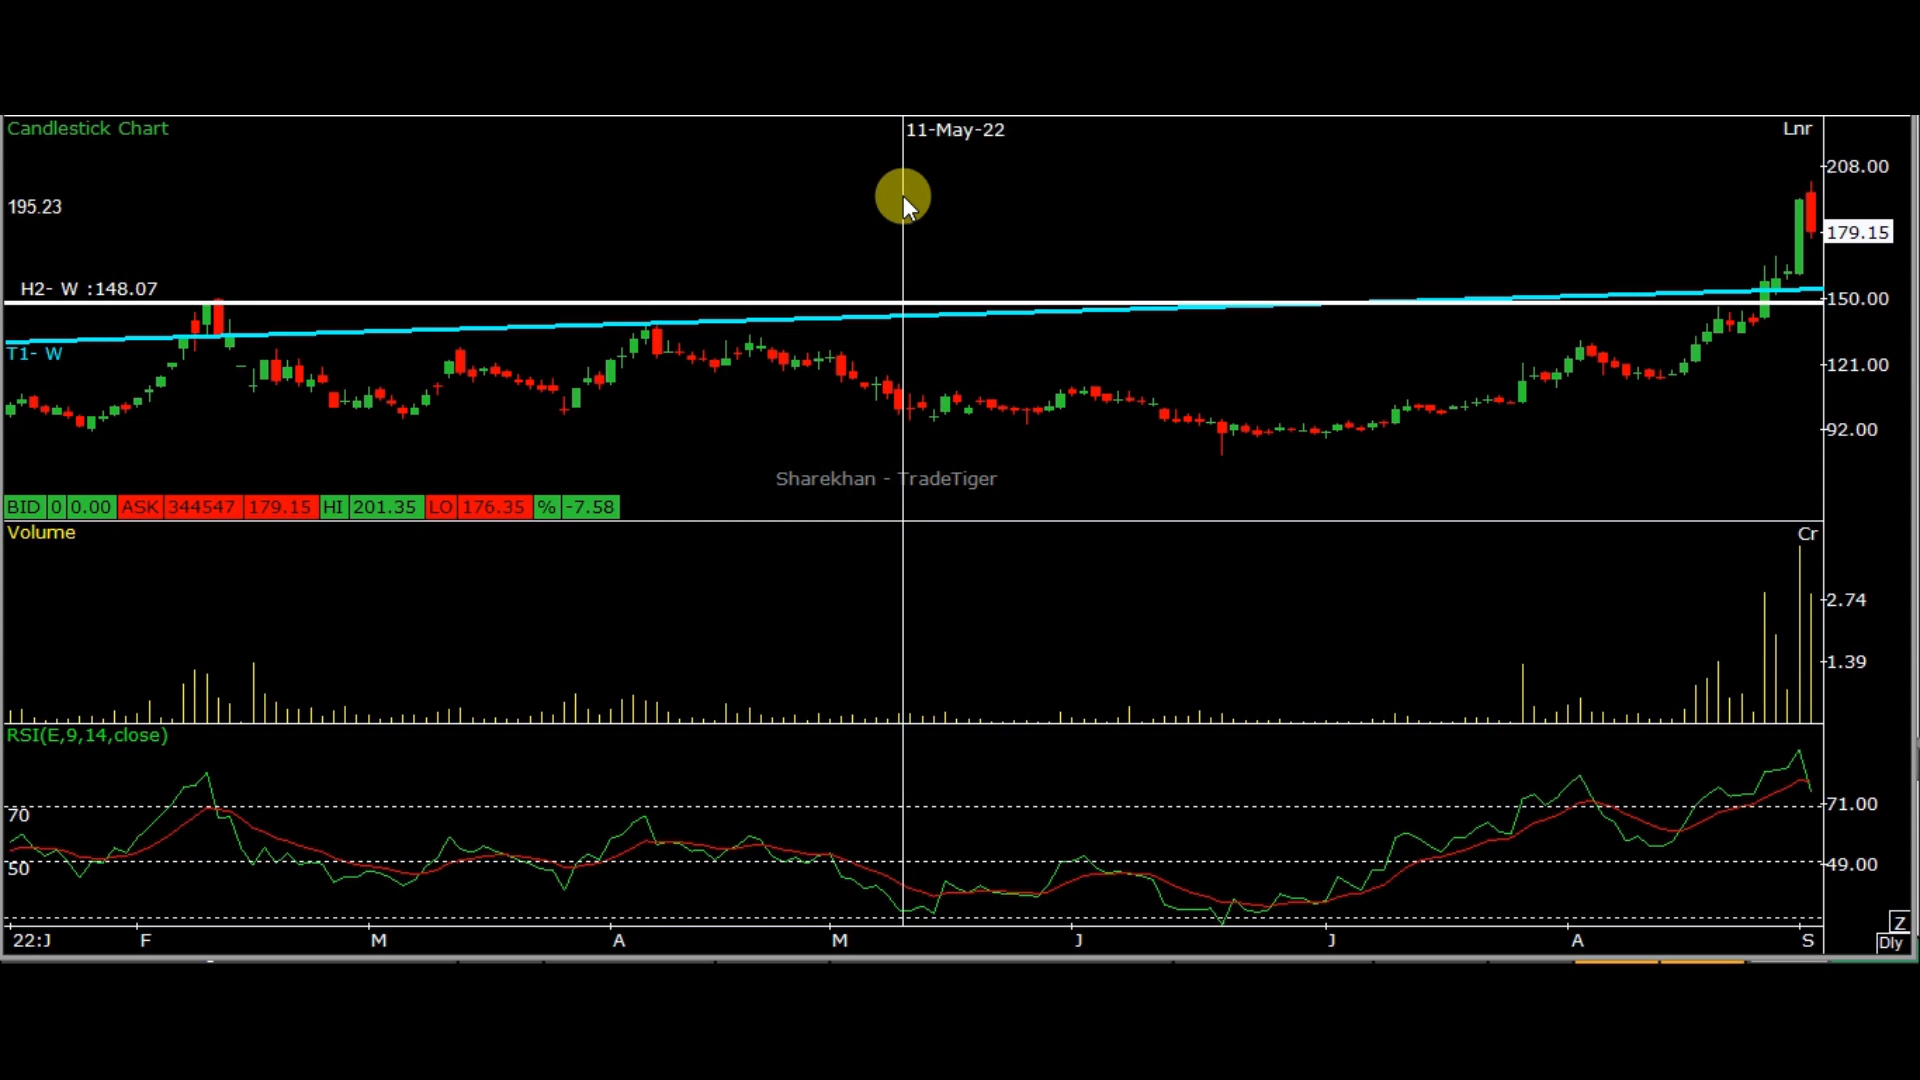 Candlestick Chart
11-May-22
Lnr
208.00
195.23
179.15
H2- W :148.07
150.00
T1- W
121.00
92.00
Sharekhan - TradeTiger
BID 0 0.00 ASK 344547 179.15 HI 201.35 LO 176.35 % -7.58
Volume
Cr
2.74
1.39
RSI(E,9,14,close)
71.00
70
49.00
50
Z
22:J F M A M J J A S
Dly